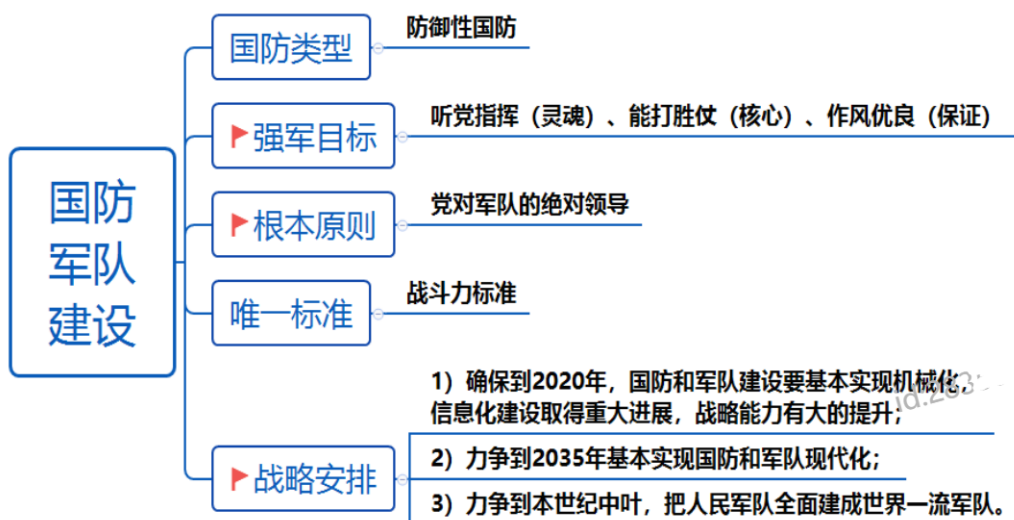 国防
军队
建设
国防类型
防御性国防
强军目标
听党指挥（灵魂）、能打胜仗（核心）、作风优良（保证）
根本原则
党对军队的绝对领导
唯一标准
战斗力标准
战略安排
1）确保到2020年，国防和军队建设要基本实现机械化，
信息化建设取得重大进展，战略能力有大的提升；
2）力争到2035年基本实现国防和军队现代化；
3）力争到本世纪中叶，把人民军队全面建成世界一流军队。